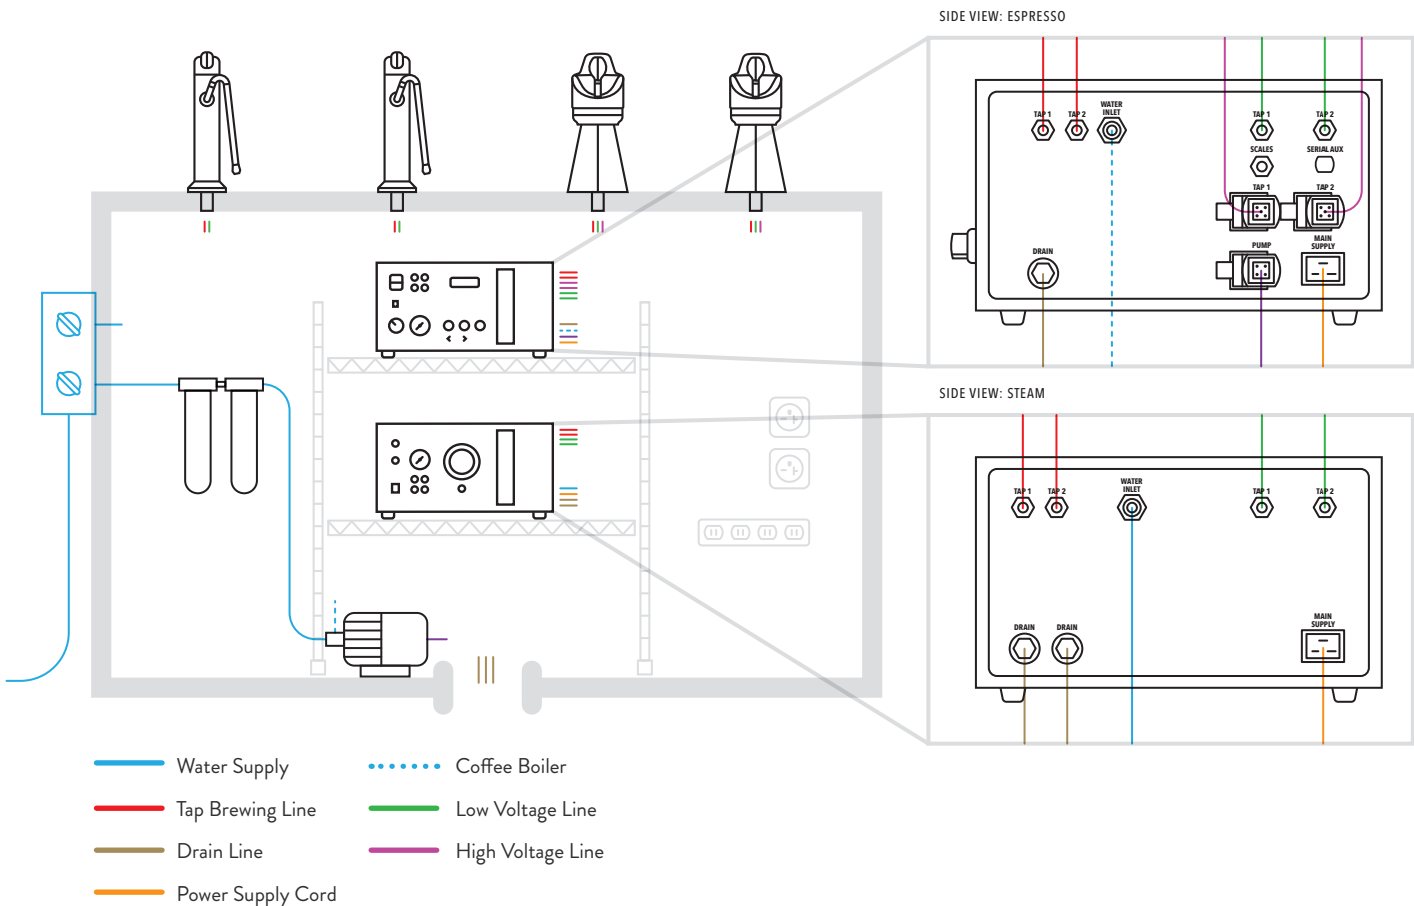 SIDE VIEW: ESPRESSO
TAP 1
TAP 2
WATER
INLET
TAP 1
TAP 2
SCALES
SERIAL AUX
TAP 1
TAP 2
DRAIN
PUMP
MAIN
SUPPLY
SIDE VIEW: STEAM
TAP 1
TAP 2
WATER
INLET
TAP 1
TAP 2
DRAIN
DRAIN
MAIN
SUPPLY
Water Supply
Coffee Boiler
Tap Brewing Line
Low Voltage Line
Drain Line
High Voltage Line
Power Supply Cord